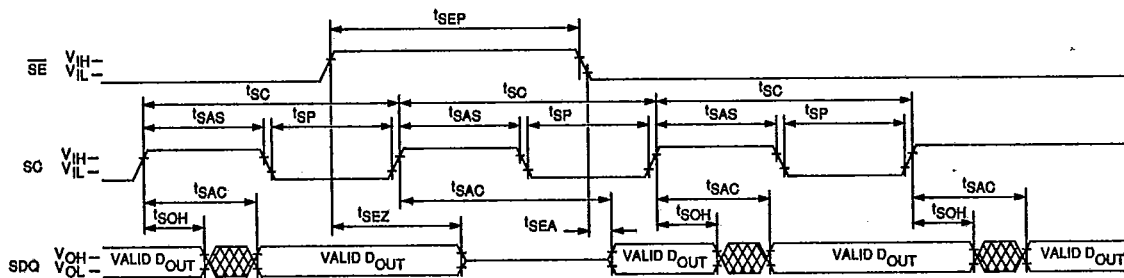 tSEP
SE VIH VIL
tSC tSC tSC
tSAS tSP tSAS tSP tSAS tSP
SC VIH VIL
tSAC tSAC tSAC tSAC
tSOH tSEZ tSEA tSOH tSOH
SDQ VOH VOL VALID DOUT VALID DOUT VALID DOUT VALID DOUT VALID DOUT